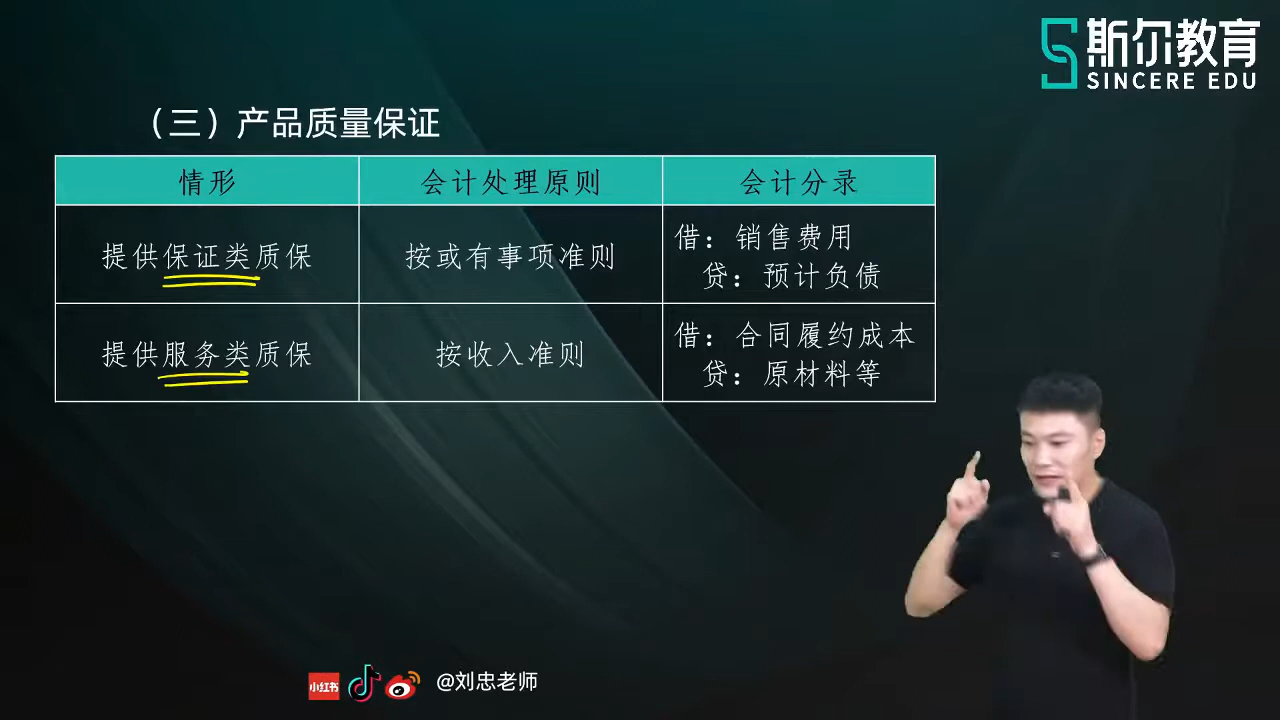 斯尔教育
SINCERE EDU
（三）产品质量保证
情形
会计处理原则
会计分录
提供保证类质保
按或有事项准则
借：销售费用
贷：预计负债
提供服务类质保
按收入准则
借：合同履约成本
贷：原材料等
小红书
@刘忠老师